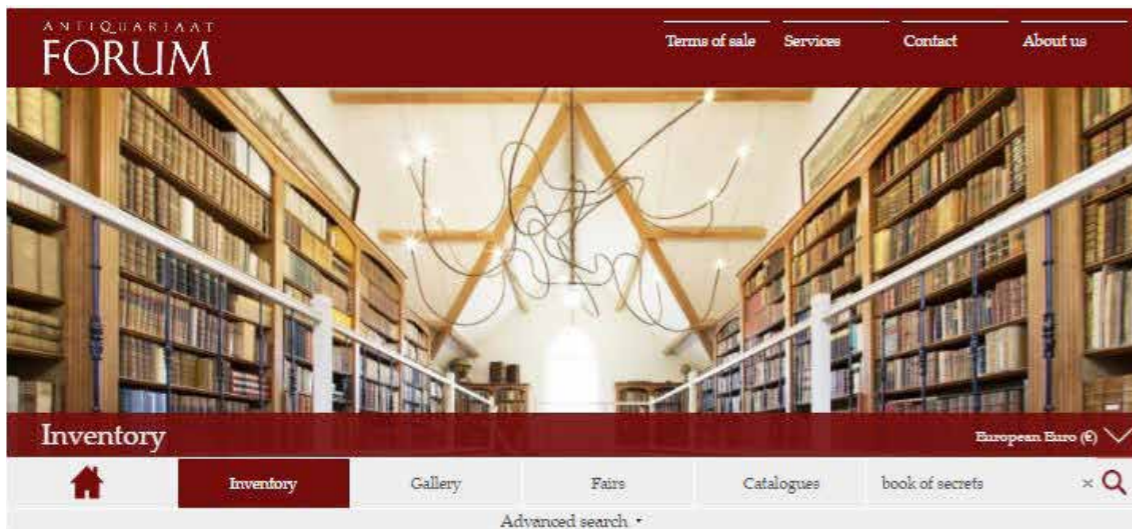 ANTIQUARIAAT
FORUM
Terms of sale Services Contact About us
Inventory
European Euro (€)
Inventory Gallery Fairs Catalogues book of secrets ×
Advanced search